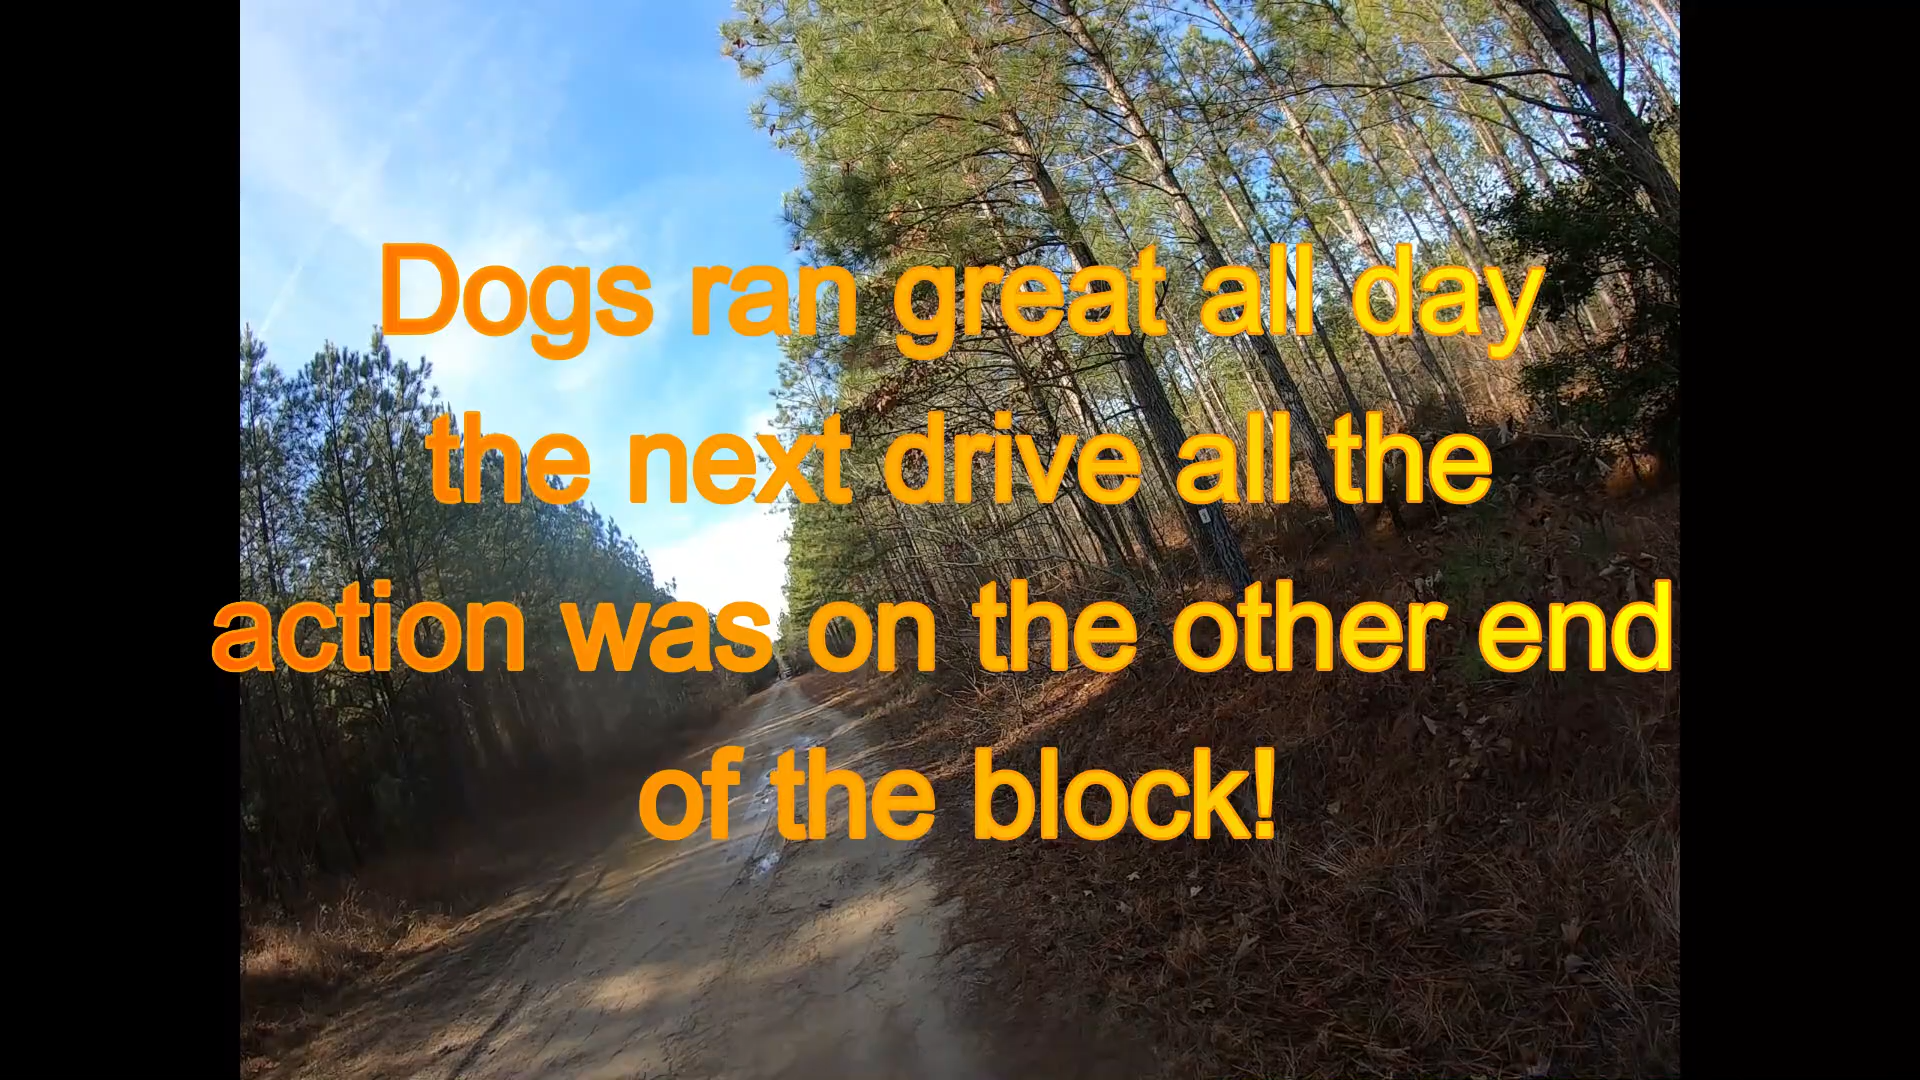 Dogs ran great all day
the next drive all the
action was on the other end
of the block!